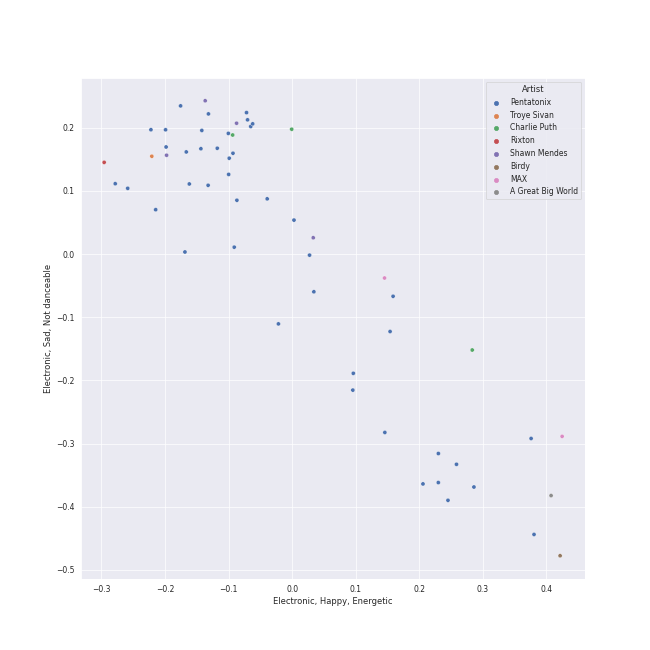 Artist
Pentatonix
Troye Sivan
Charlie Puth
Rixton
Shawn Mendes
Birdy
MAX
A Great Big World
0.2
0.1
0.0
−0.1
−0.2
−0.3
−0.4
−0.5
Electronic, Sad, Not danceable
−0.3 −0.2 −0.1 0.0 0.1 0.2 0.3 0.4
Electronic, Happy, Energetic